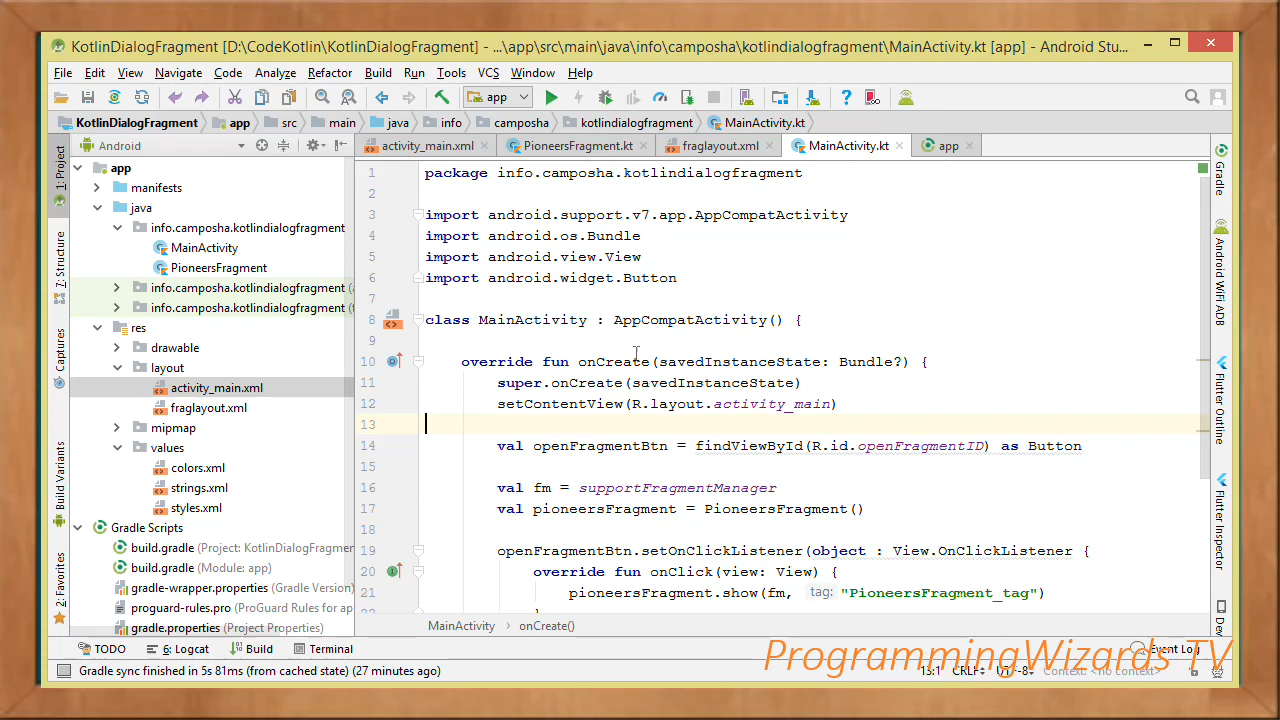 KotlinDialogFragment [D:\CodeKotlin\KotlinDialogFragment] - ...\app\src\main\java\info\camposha\kotlindialogfragment\MainActivity.kt [app] - Android Stu...
File Edit View Navigate Code Analyze Refactor Build Run Tools VCS Window Help
app
KotlinDialogFragment app src main java info camposha kotlindialogfragment MainActivity.kt
Android
activity_main.xml PioneersFragment.kt fraglayout.xml MainActivity.kt app
1: Project
7: Structure
Captures
Build Variants
2: Favorites
app
manifests
java
info.camposha.kotlindialogfragment
MainActivity
PioneersFragment
info.camposha.kotlindialogfragment (
info.camposha.kotlindialogfragment (
res
drawable
layout
activity_main.xml
fraglayout.xml
mipmap
values
colors.xml
strings.xml
styles.xml
Gradle Scripts
build.gradle (Project: KotlinDialogFragmen
build.gradle (Module: app)
gradle-wrapper.properties (Gradle Version)
proguard-rules.pro (ProGuard Rules for ap
gradle.properties (Project Properties)
1 package info.camposha.kotlindialogfragment
2
3 import android.support.v7.app.AppCompatActivity
4 import android.os.Bundle
5 import android.view.View
6 import android.widget.Button
7
8 class MainActivity : AppCompatActivity() {
9
10 override fun onCreate(savedInstanceState: Bundle?) {
11 super.onCreate(savedInstanceState)
12 setContentView(R.layout.activity_main)
13
14 val openFragmentBtn = findViewById(R.id.openFragmentID) as Button
15
16 val fm = supportFragmentManager
17 val pioneersFragment = PioneersFragment()
18
19 openFragmentBtn.setOnClickListener(object : View.OnClickListener {
20 override fun onClick(view: View) {
21 pioneersFragment.show(fm, tag: "PioneersFragment_tag")
22 }
MainActivity onCreate()
Gradle
Android WiFi ADB
Flutter Outline
Flutter Inspector
Dev
TODO 6: Logcat Build Terminal Event Log
ProgrammingWizards TV
Gradle sync finished in 5s 81ms (from cached state) (27 minutes ago) 13:1 CRLF UTF-8 Context: <no context>